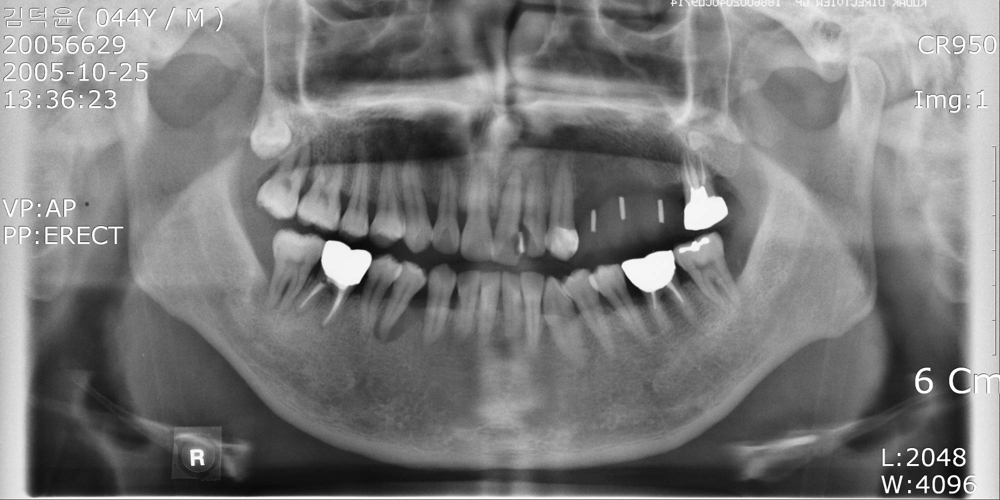 김덕윤( 044Y / M )
20056629
2005-10-25
13:36:23
CR950
Img:1
VP:AP
PP:ERECT
6 Cm
R
L:2048
W:4096